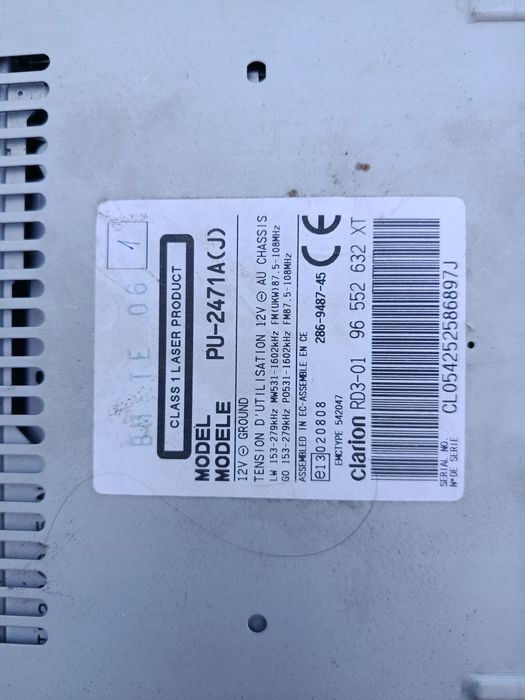 BM TE 06 1
CLASS 1 LASER PRODUCT
MODEL
MODELE PU-2471A(J)
12V ⊖ GROUND
TENSION D'UTILISATION 12V ⊖ AU CHASSIS
LW 153-279kHz MW531-1602kHz FM(UKW)87.5-108MHz
GO 153-279kHz PO531-1602kHz FM87.5-108MHz
ASSEMBLED IN EC-ASSEMBLE EN CE
e13 020808 286-9487-45 CE
EMCTYPE 542047
Clarion RD3-01 96 552 632 XT
SERIAL NO.
N° DE SERIE CL054252586897J